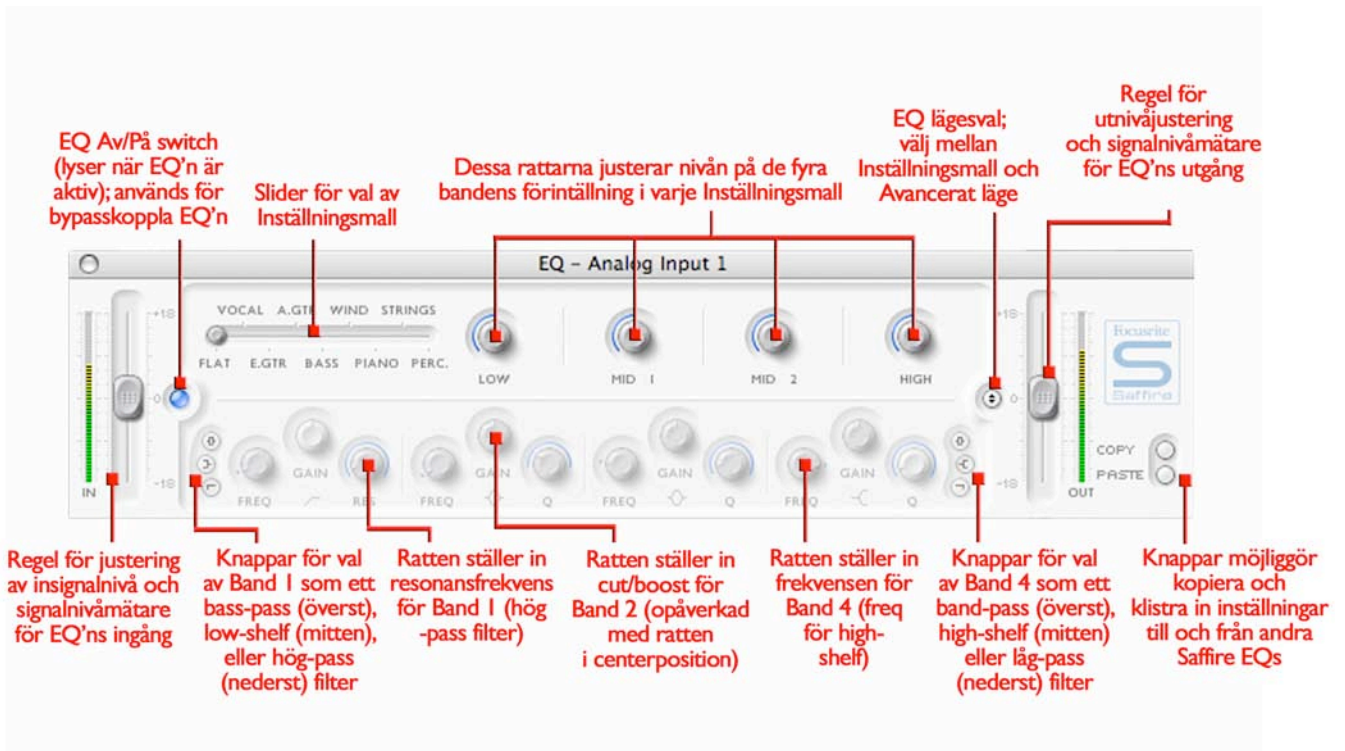 EQ Av/På switch
(lyser när EQ'n är
aktiv); används för
bypasskoppla EQ'n
Slider för val av
Inställningsmall
Dessa rattarna justerar nivån på de fyra
bandens förintällning i varje Inställningsmall
EQ lägesval;
välj mellan
Inställningsmall och
Avancerat läge
Regel för
utnivåjustering
och signalnivåmätare
för EQ'ns utgång
EQ – Analog Input 1
+18
0
-18
IN
VOCAL A.GTR WIND STRINGS
FLAT E.GTR BASS PIANO PERC.
LOW
MID 1
MID 2
HIGH
FREQ
GAIN
RES
FREQ
GAIN
Q
FREQ
GAIN
Q
FREQ
GAIN
Q
+18
0
-18
OUT
Focusrite
S
Saffire
COPY
PASTE
Regel för justering
av insignalnivå och
signalnivåmätare
för EQ'ns ingång
Knappar för val
av Band 1 som ett
bass-pass (överst),
low-shelf (mitten),
eller hög-pass
(nederst) filter
Ratten ställer in
resonansfrekvens
för Band 1 (hög
-pass filter)
Ratten ställer in
cut/boost för
Band 2 (opåverkad
med ratten
i centerposition)
Ratten ställer in
frekvensen för
Band 4 (freq
för high-
shelf)
Knappar för val
av Band 4 som ett
band-pass (överst),
high-shelf (mitten)
eller låg-pass
(nederst) filter
Knappar möjliggör
kopiera och
klistra in inställningar
till och från andra
Saffire EQs